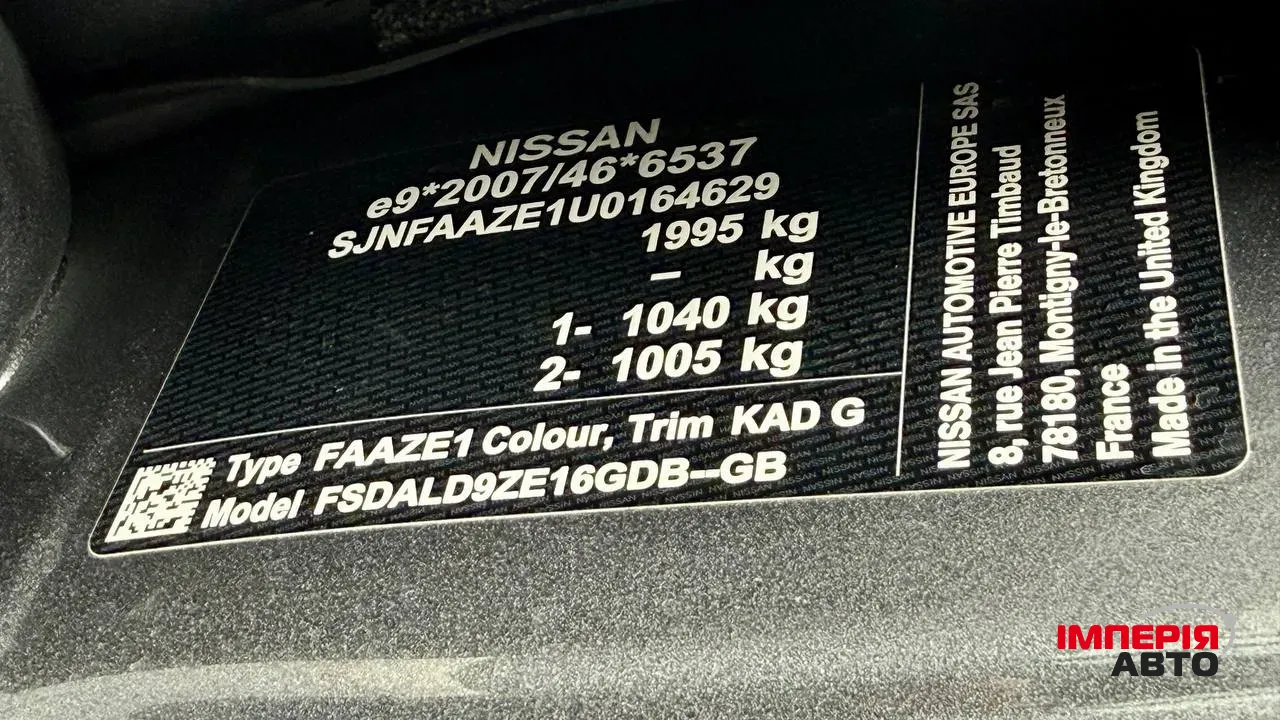 NISSAN
e9*2007/46*6537
SJNFAAZE1U0164629
1995 kg
– kg
1- 1040 kg
2- 1005 kg
Type FAAZE1 Colour, Trim KAD G
Model FSDALD9ZE16GDB--GB
NISSAN AUTOMOTIVE EUROPE SAS
8, rue Jean Pierre Timbaud
78180, Montigny-le-Bretonneux
France
Made in the United Kingdom
ІМПЕРІЯ
АВТО